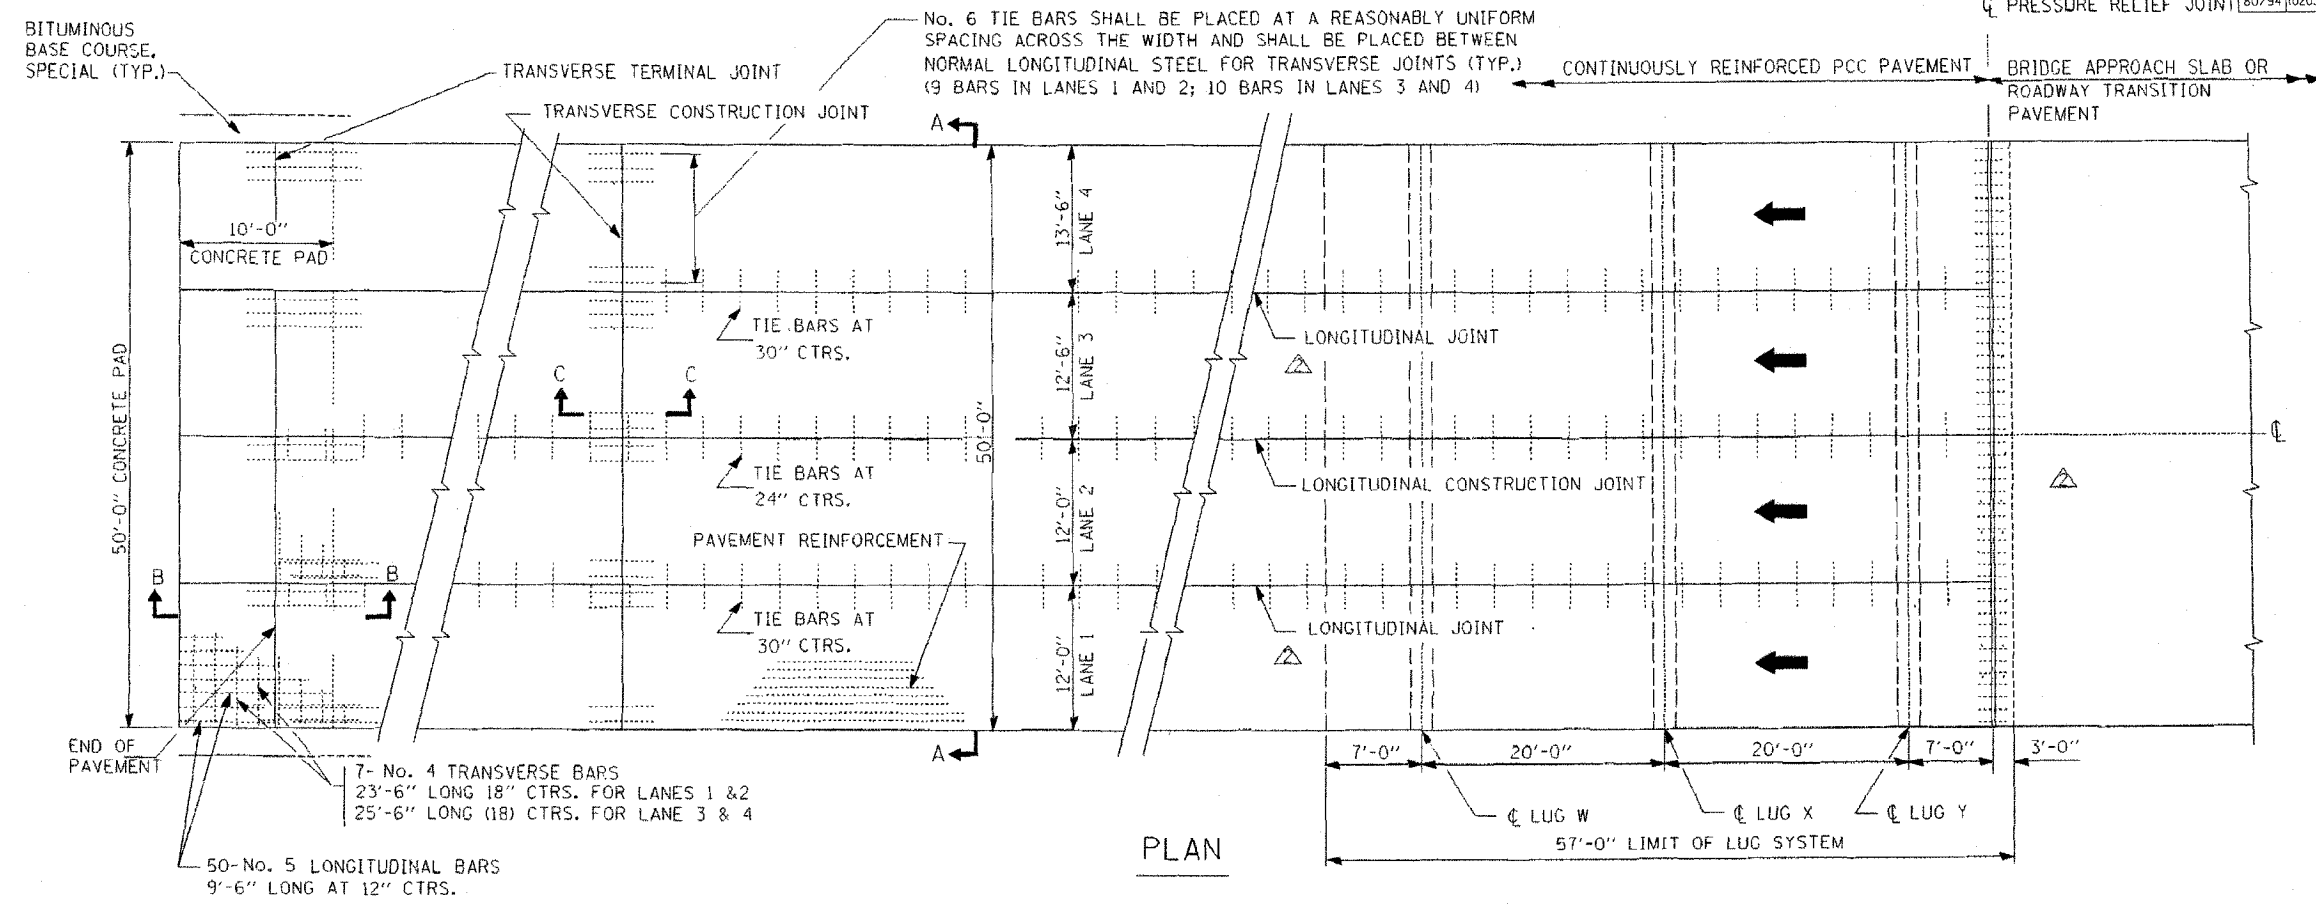 BITUMINOUS
BASE COURSE,
SPECIAL (TYP.)
TRANSVERSE TERMINAL JOINT
TRANSVERSE CONSTRUCTION JOINT
No. 6 TIE BARS SHALL BE PLACED AT A REASONABLY UNIFORM
SPACING ACROSS THE WIDTH AND SHALL BE PLACED BETWEEN
NORMAL LONGITUDINAL STEEL FOR TRANSVERSE JOINTS (TYP.)
(9 BARS IN LANES 1 AND 2; 10 BARS IN LANES 3 AND 4)
℄ PRESSURE RELIEF JOINT
CONTINUOUSLY REINFORCED PCC PAVEMENT
BRIDGE APPROACH SLAB OR
ROADWAY TRANSITION
PAVEMENT
A
10'-0"
CONCRETE PAD
50'-0" CONCRETE PAD
13'-6"
LANE 4
12'-6"
LANE 3
12'-0"
LANE 2
12'-0"
LANE 1
50'-0"
TIE BARS AT
30" CTRS.
LONGITUDINAL JOINT
2
C
C
TIE BARS AT
24" CTRS.
LONGITUDINAL CONSTRUCTION JOINT
℄
2
PAVEMENT REINFORCEMENT
B
B
TIE BARS AT
30" CTRS.
LONGITUDINAL JOINT
2
END OF
PAVEMENT
A
7'-0"
20'-0"
20'-0"
7'-0"
3'-0"
7- No. 4 TRANSVERSE BARS
23'-6" LONG 18" CTRS. FOR LANES 1 &2
25'-6" LONG (18) CTRS. FOR LANE 3 & 4
℄ LUG W
℄ LUG X
℄ LUG Y
57'-0" LIMIT OF LUG SYSTEM
PLAN
50-No. 5 LONGITUDINAL BARS
9'-6" LONG AT 12" CTRS.